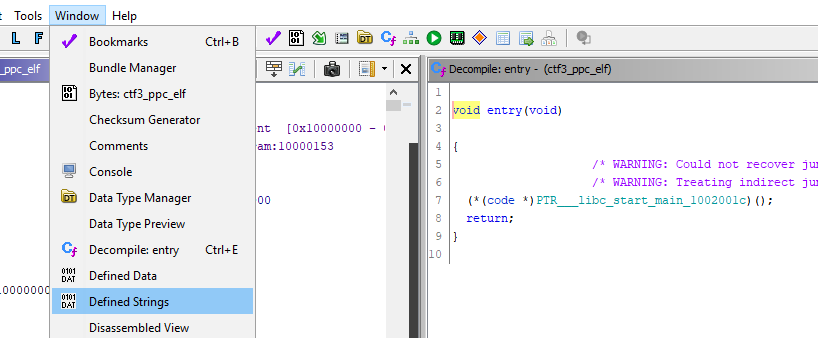 t Tools Window Help
L F
Bookmarks Ctrl+B
Bundle Manager
_ppc_elf
Bytes: ctf3_ppc_elf
Decompile: entry - (ctf3_ppc_elf)
Checksum Generator
Comments
Console
Data Type Manager
Data Type Preview
Decompile: entry Ctrl+E
Defined Data
Defined Strings
Disassembled View
nt [0x10000000 - 
am:10000153
00
0000000
1
2 void entry(void)
3
4 {
5 /* WARNING: Could not recover jum
6 /* WARNING: Treating indirect jum
7 (*(code *)PTR___libc_start_main_1002001c)();
8 return;
9 }
10